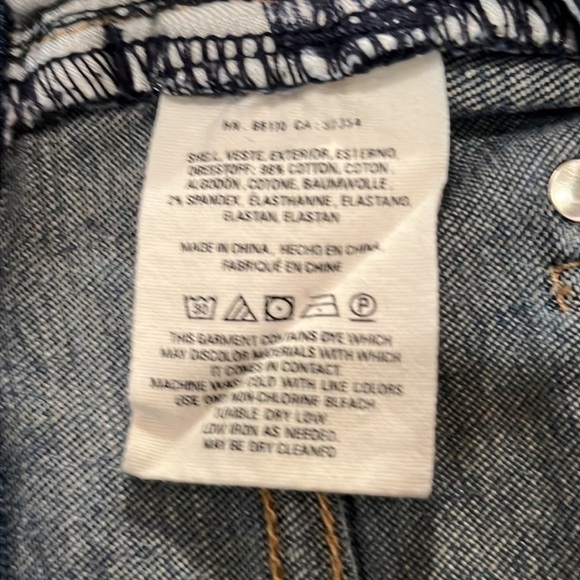 RN: 66170 CA: 57354
SHELL, VESTE, EXTERIOR, ESTERNO,
OBERSTOFF: 98% COTTON, COTON,
ALGODÓN, COTONE, BAUMWOLLE,
2% SPANDEX, ÉLASTHANNE, ELASTANO,
ELASTAN, ELASTAN
MADE IN CHINA, HECHO EN CHINA
FABRIQUÉ EN CHINE
30 P
THIS GARMENT CONTAINS DYE WHICH
MAY DISCOLOR MATERIALS WITH WHICH
IT COMES IN CONTACT.
MACHINE WASH COLD WITH LIKE COLORS
USE ONLY NON-CHLORINE BLEACH
TUMBLE DRY LOW
LOW IRON AS NEEDED.
MAY BE DRY CLEANED